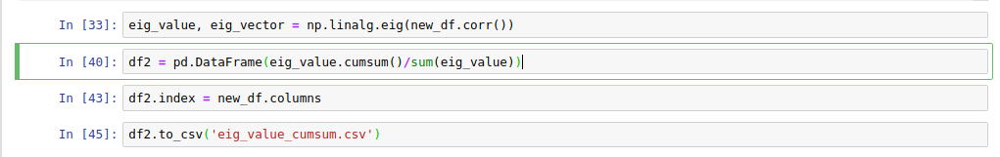 In [33]: eig_value, eig_vector = np.linalg.eig(new_df.corr())
In [40]: df2 = pd.DataFrame(eig_value.cumsum()/sum(eig_value))
In [43]: df2.index = new_df.columns
In [45]: df2.to_csv('eig_value_cumsum.csv')